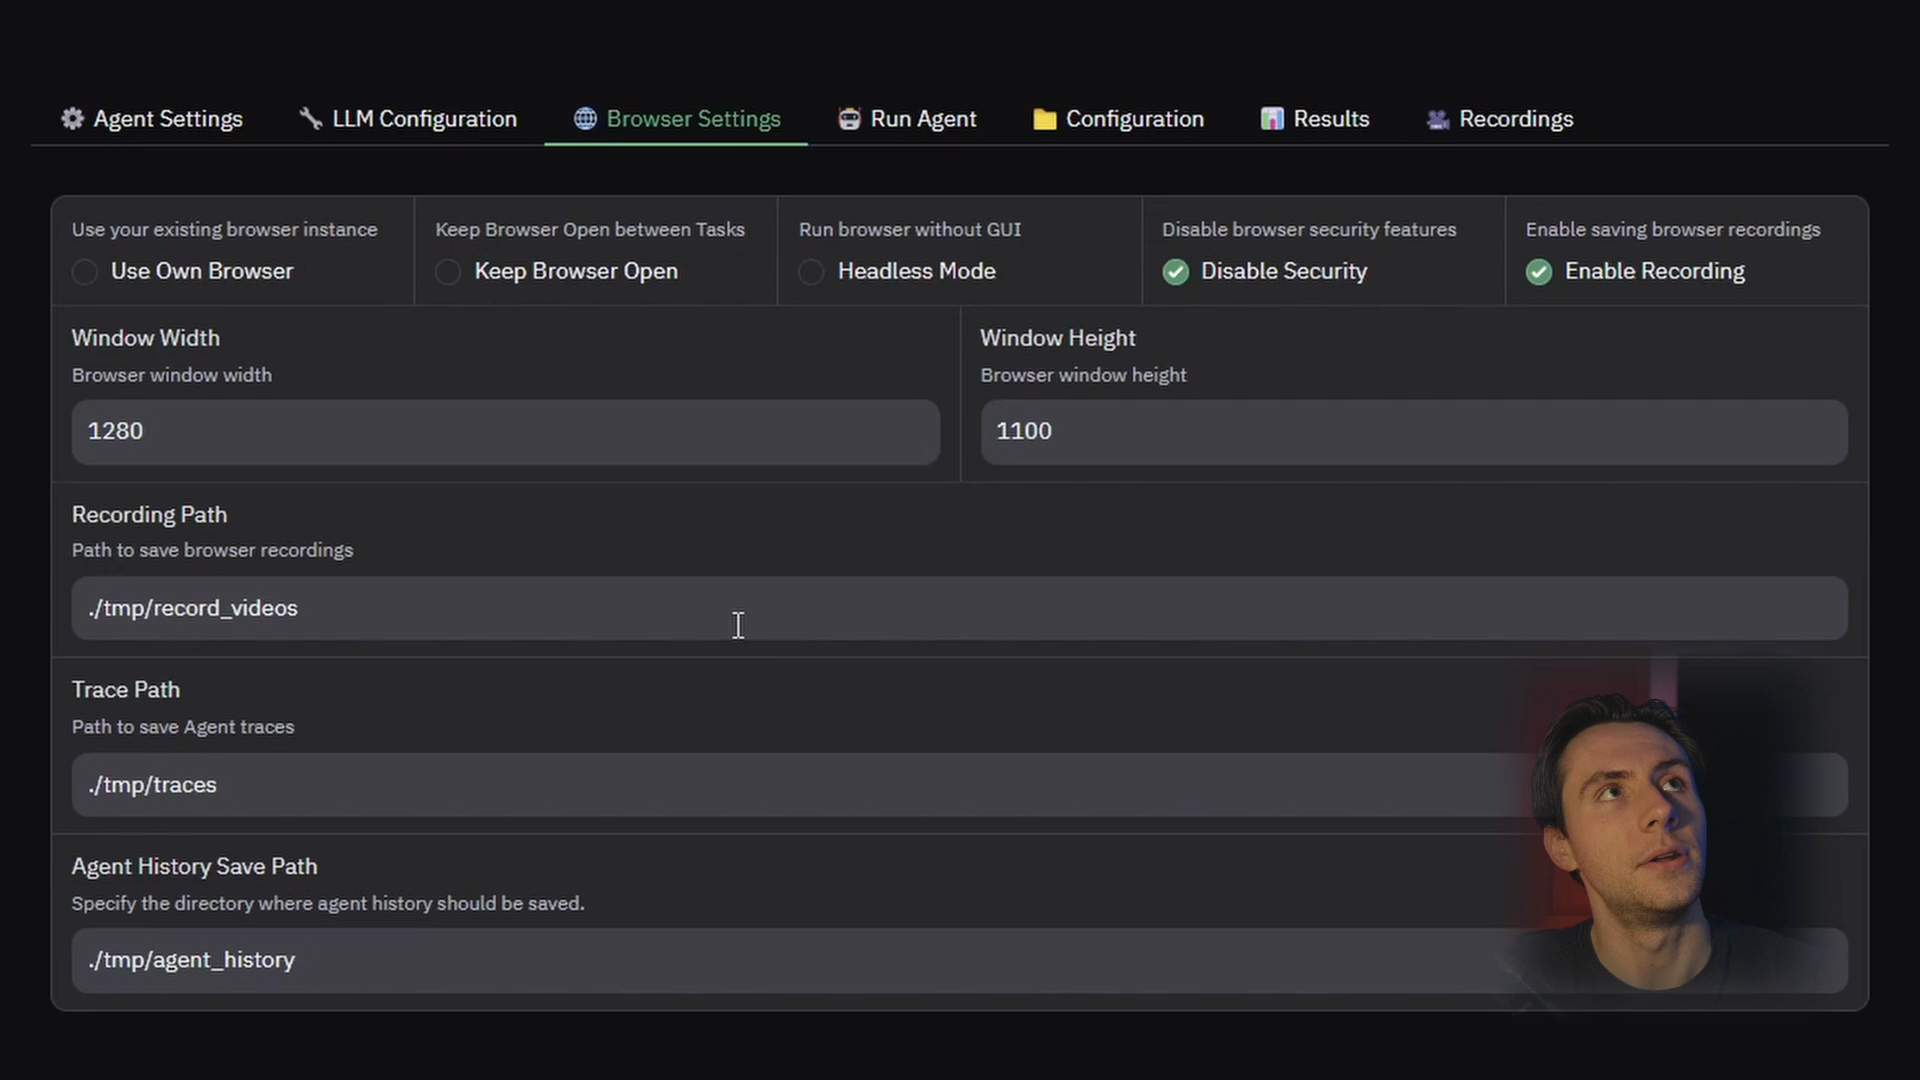 Agent Settings LLM Configuration Browser Settings Run Agent Configuration Results Recordings
Use your existing browser instance Keep Browser Open between Tasks Run browser without GUI Disable browser security features Enable saving browser recordings
Use Own Browser Keep Browser Open Headless Mode Disable Security Enable Recording
Window Width Window Height
Browser window width Browser window height
1280 1100
Recording Path
Path to save browser recordings
./tmp/record_videos
Trace Path
Path to save Agent traces
./tmp/traces
Agent History Save Path
Specify the directory where agent history should be saved.
./tmp/agent_history